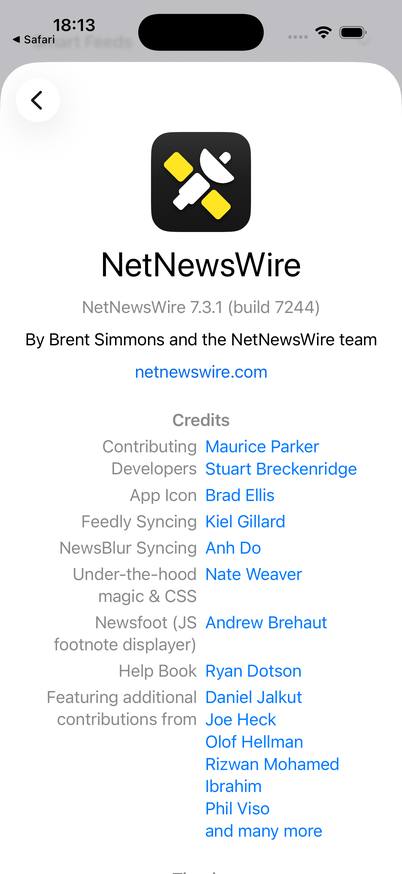 18:13
Safari
Smart Feeds
NetNewsWire
NetNewsWire 7.3.1 (build 7244)
By Brent Simmons and the NetNewsWire team
netnewswire.com
Credits
Contributing Maurice Parker
Developers Stuart Breckenridge
App Icon Brad Ellis
Feedly Syncing Kiel Gillard
NewsBlur Syncing Anh Do
Under-the-hood Nate Weaver
magic & CSS
Newsfoot (JS Andrew Brehaut
footnote displayer)
Help Book Ryan Dotson
Featuring additional Daniel Jalkut
contributions from Joe Heck
Olof Hellman
Rizwan Mohamed
Ibrahim
Phil Viso
and many more